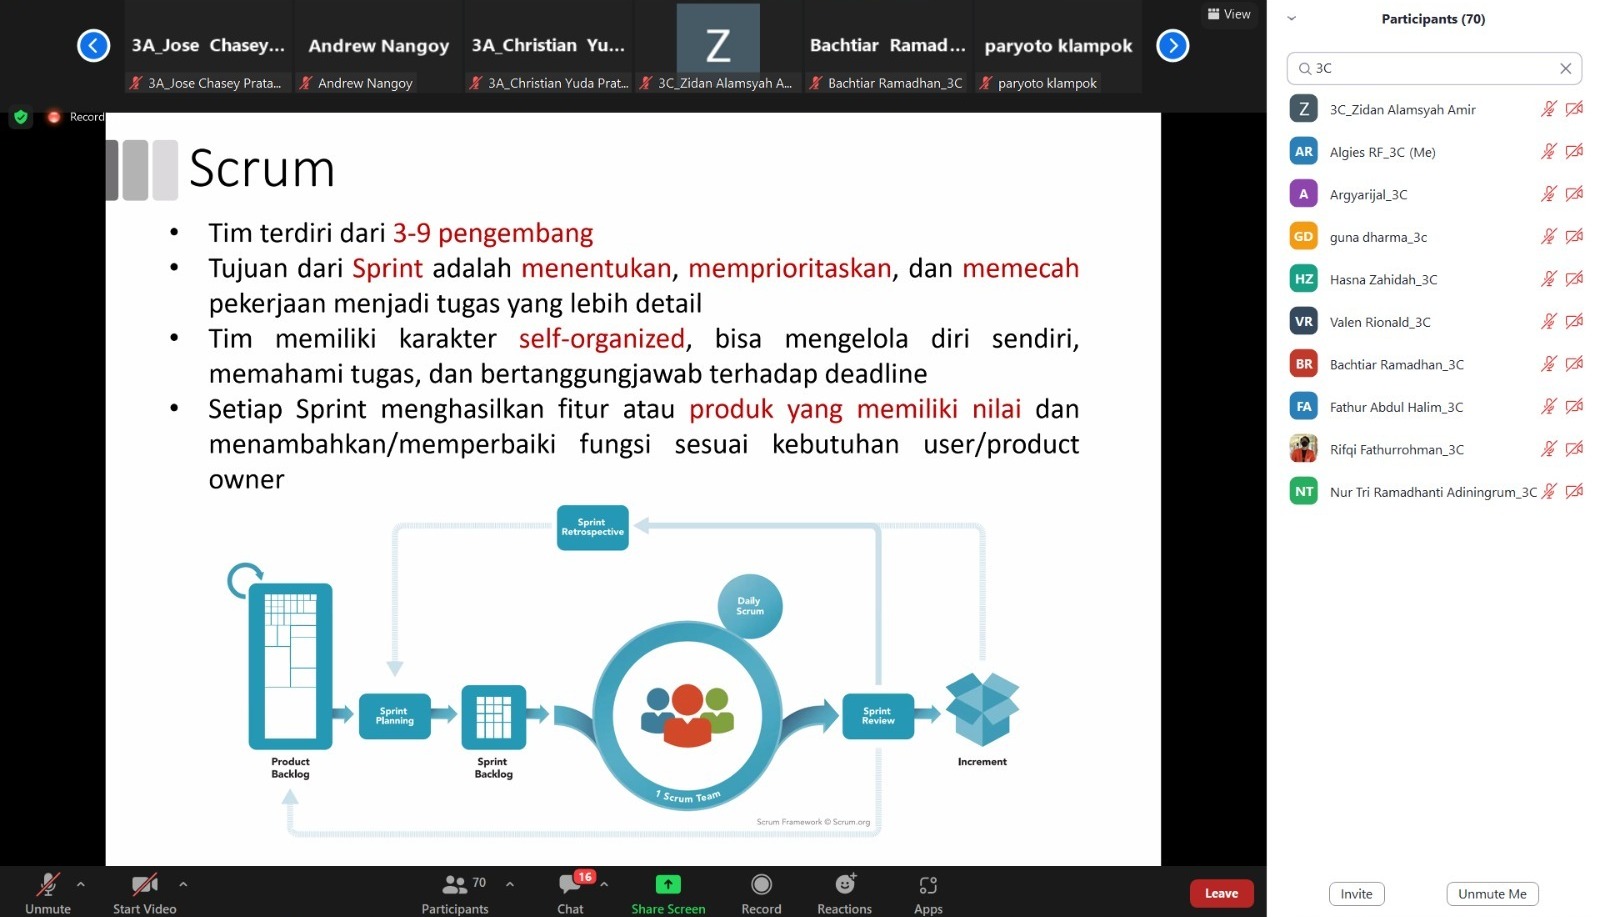 3A_Jose Chasey...
Andrew Nangoy
3A_Christian Yu...
Z
Bachtiar Ramad...
paryoto klampok
View
3A_Jose Chasey Prata...
Andrew Nangoy
3A_Christian Yuda Prat...
3C_Zidan Alamsyah A...
Bachtiar Ramadhan_3C
paryoto klampok
Record
Scrum
• Tim terdiri dari 3-9 pengembang
• Tujuan dari Sprint adalah menentukan, memprioritaskan, dan memecah
pekerjaan menjadi tugas yang lebih detail
• Tim memiliki karakter self-organized, bisa mengelola diri sendiri,
memahami tugas, dan bertanggungjawab terhadap deadline
• Setiap Sprint menghasilkan fitur atau produk yang memiliki nilai dan
menambahkan/memperbaiki fungsi sesuai kebutuhan user/product
owner
Sprint
Retrospective
Daily
Scrum
Sprint
Planning
Sprint
Review
Product
Backlog
Sprint
Backlog
Increment
1 Scrum Team
Scrum Framework © Scrum.org
Participants (70)
3C
Z 3C_Zidan Alamsyah Amir
AR Algies RF_3C (Me)
A Argyarijal_3C
GD guna dharma_3c
HZ Hasna Zahidah_3C
VR Valen Rionald_3C
BR Bachtiar Ramadhan_3C
FA Fathur Abdul Halim_3C
Rifqi Fathurrohman_3C
NT Nur Tri Ramadhanti Adiningrum_3C
Invite
Unmute Me
70
16
Unmute
Start Video
Participants
Chat
Share Screen
Record
Reactions
Apps
Leave